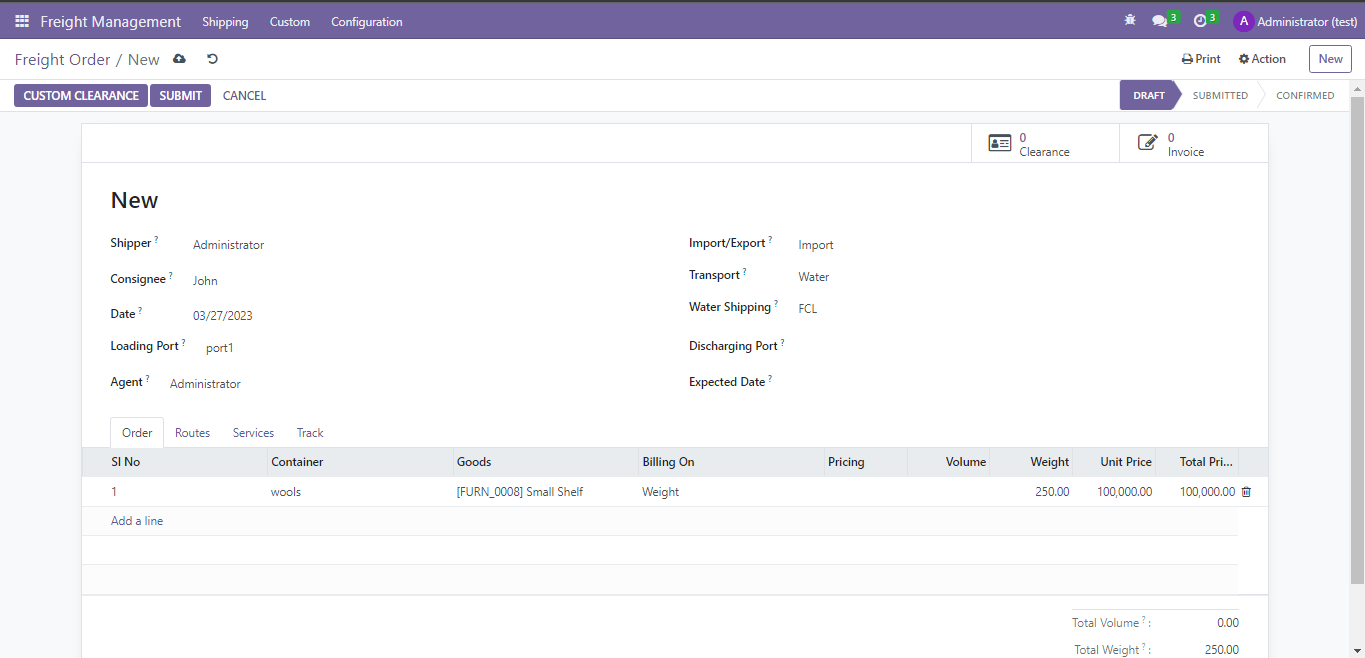 Freight Management Shipping Custom Configuration 3 3 A Administrator (test)
Freight Order / New Print Action New
CUSTOM CLEARANCE SUBMIT CANCEL DRAFT SUBMITTED CONFIRMED
0 Clearance 0 Invoice
New
Shipper ? Administrator Import/Export ? Import
Consignee ? John Transport ? Water
Date ? 03/27/2023 Water Shipping ? FCL
Loading Port ? port1 Discharging Port ?
Agent ? Administrator Expected Date ?
Order Routes Services Track
Sl No Container Goods Billing On Pricing Volume Weight Unit Price Total Pri...
1 wools [FURN_0008] Small Shelf Weight 250.00 100,000.00 100,000.00
Add a line
Total Volume ? : 0.00
Total Weight ? : 250.00